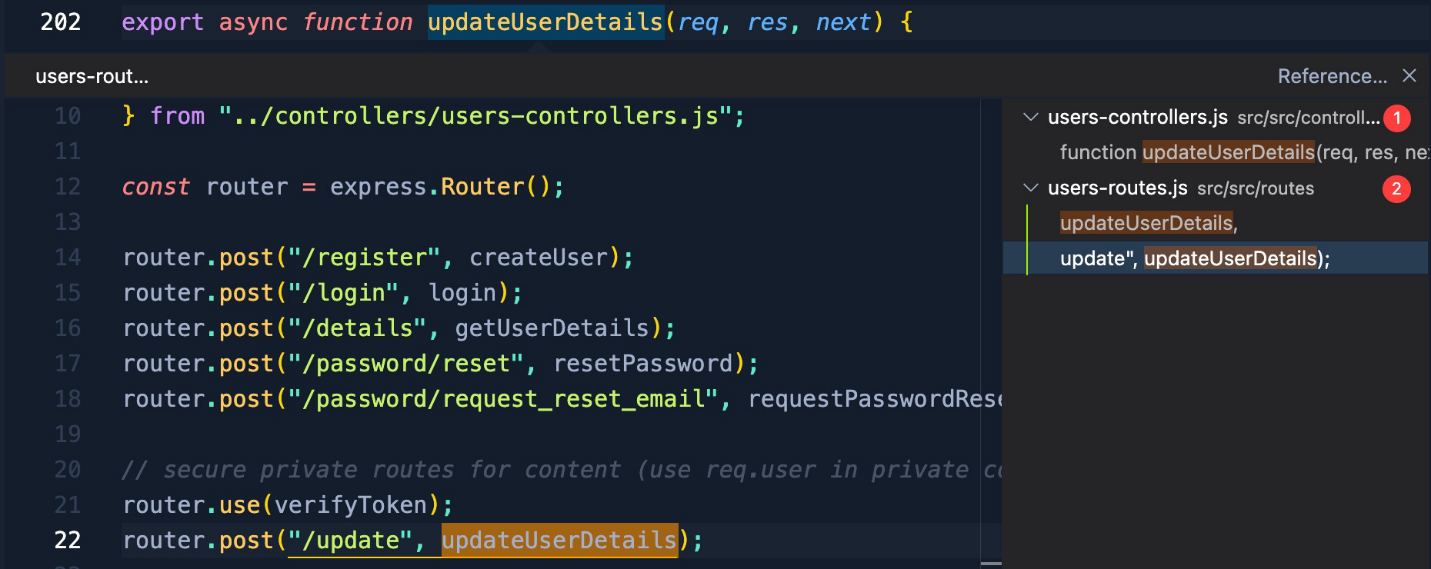 202 export async function updateUserDetails(req, res, next) {
users-rout...
Reference... ×
10 } from "../controllers/users-controllers.js";
11
12 const router = express.Router();
13
14 router.post("/register", createUser);
15 router.post("/login", login);
16 router.post("/details", getUserDetails);
17 router.post("/password/reset", resetPassword);
18 router.post("/password/request_reset_email", requestPasswordRese
19
20 // secure private routes for content (use req.user in private co
21 router.use(verifyToken);
22 router.post("/update", updateUserDetails);
users-controllers.js src/src/controll... 1
function updateUserDetails(req, res, ne
users-routes.js src/src/routes 2
updateUserDetails,
update", updateUserDetails);